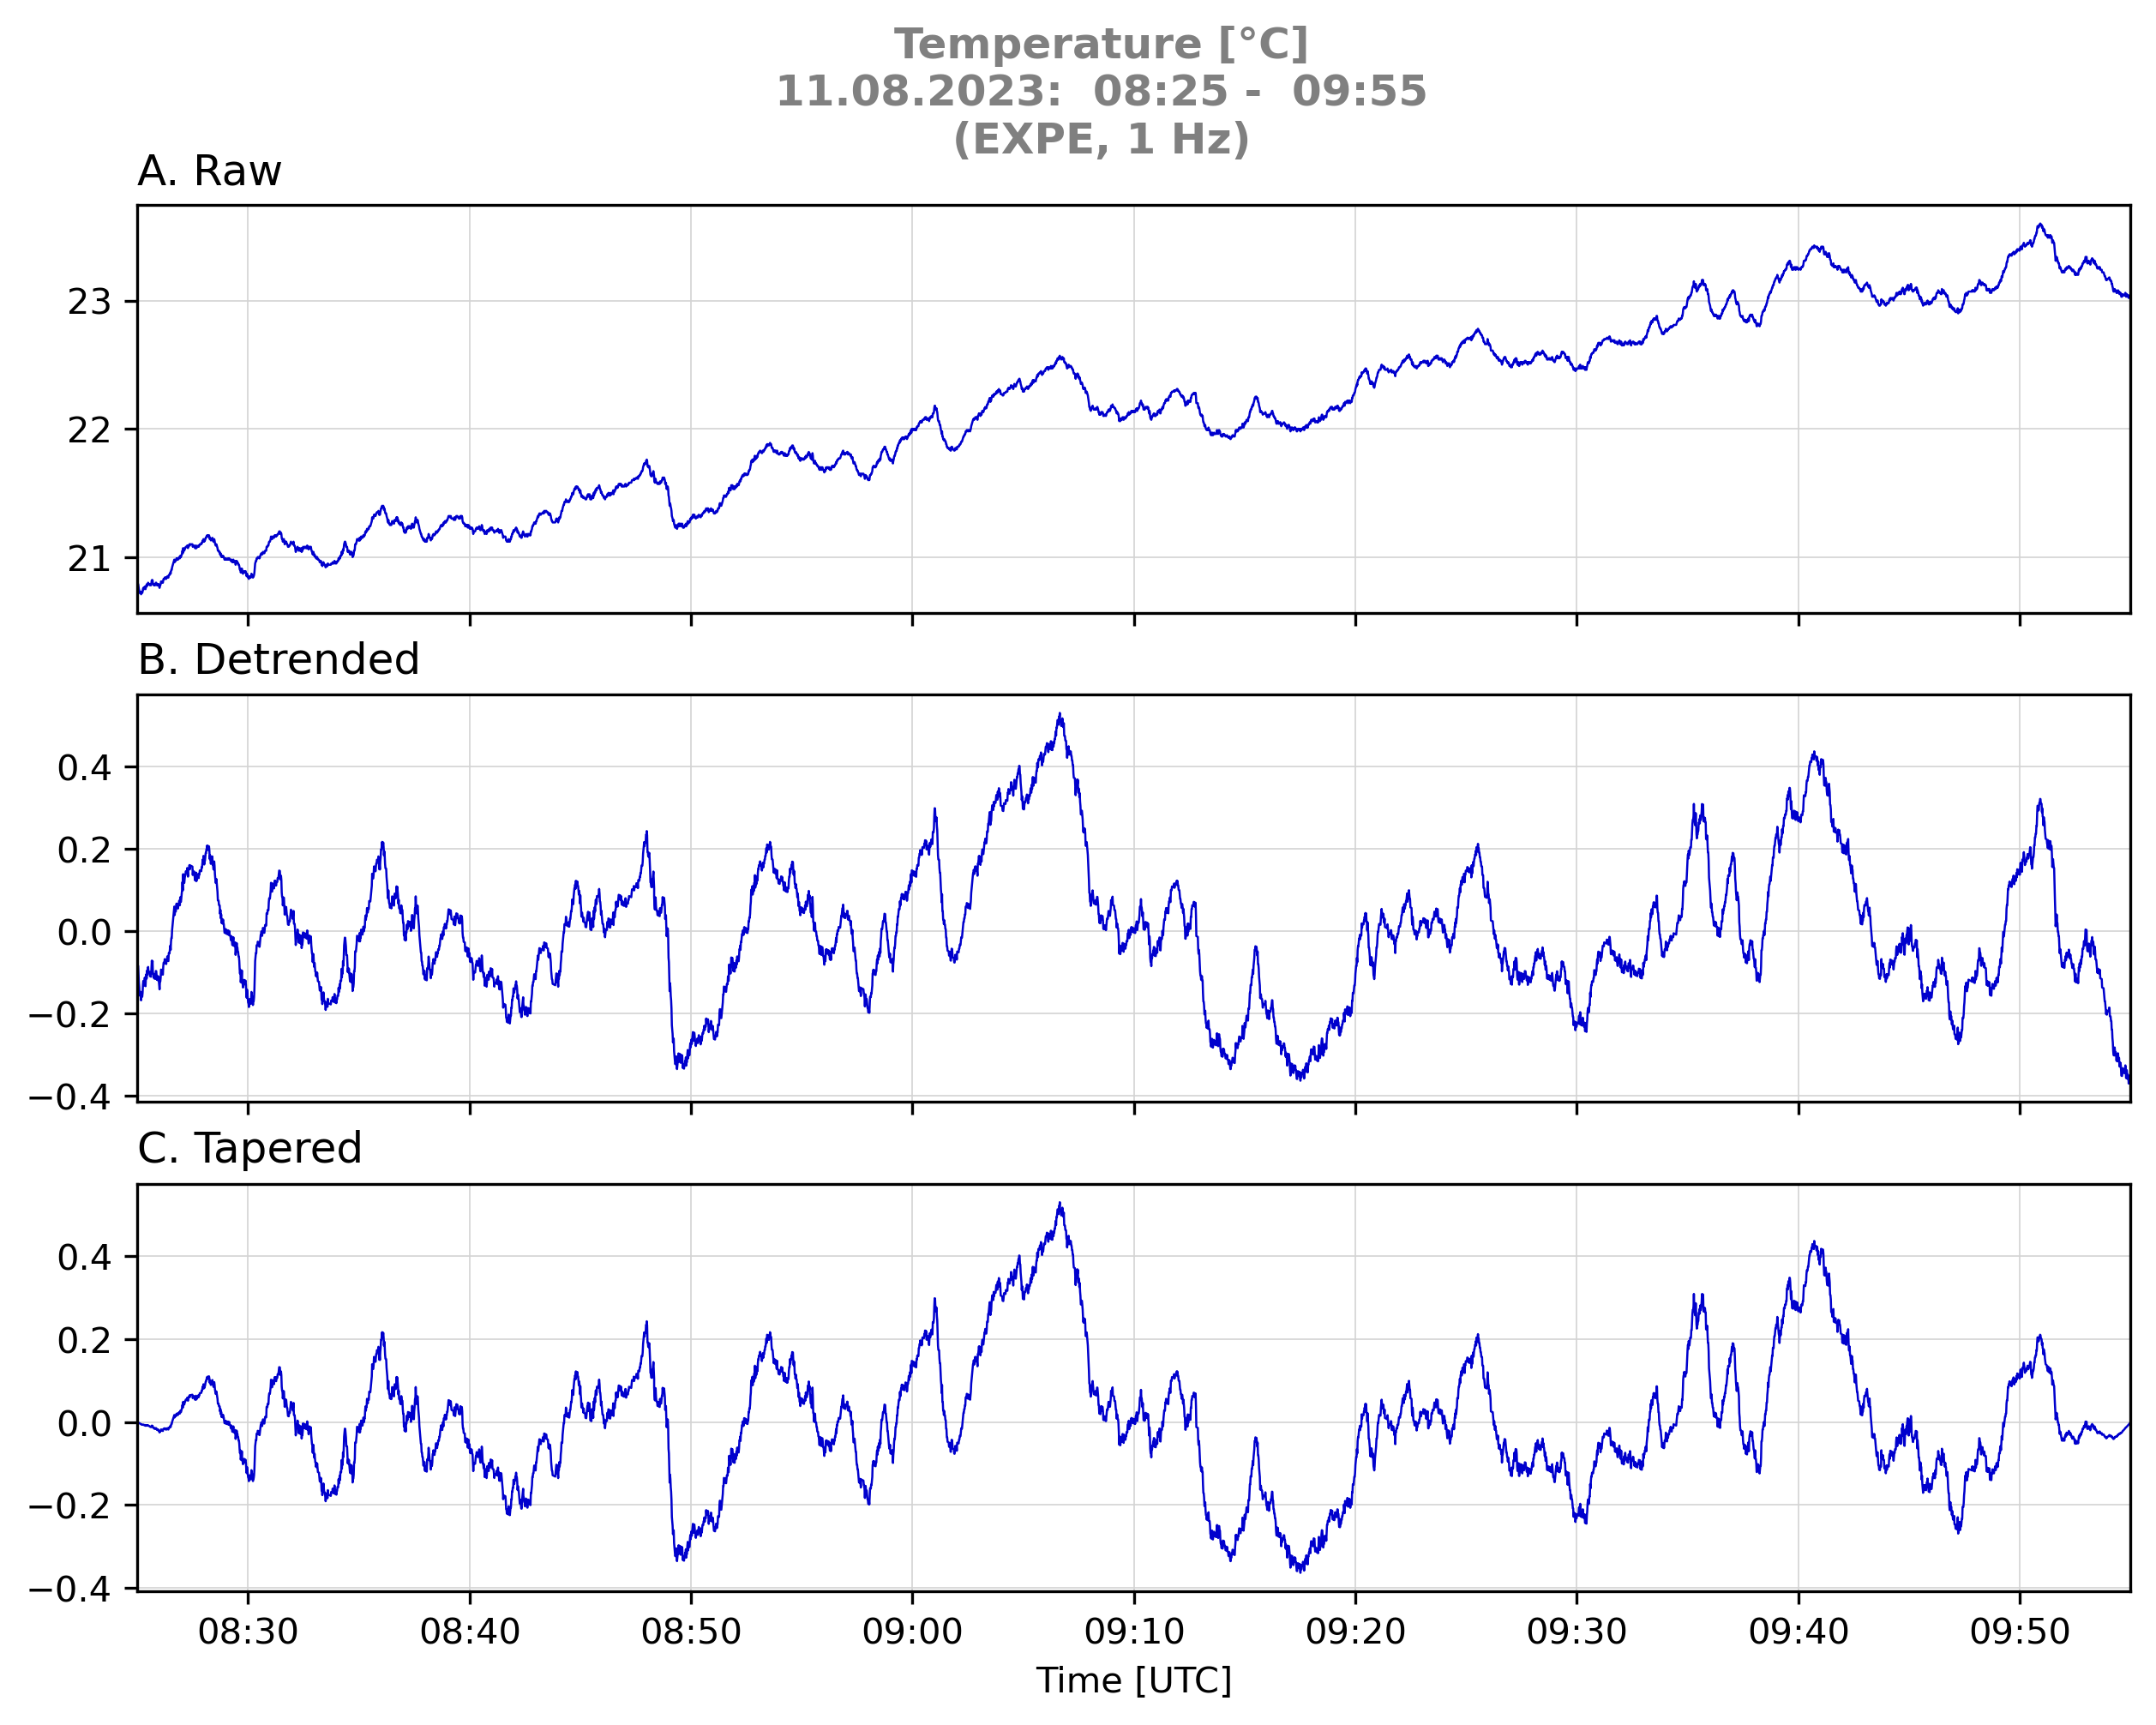 Temperature [°C]
11.08.2023:  08:25 -  09:55
(EXPE, 1 Hz)
A. Raw
23
22
21
B. Detrended
0.4
0.2
0.0
−0.2
−0.4
C. Tapered
0.4
0.2
0.0
−0.2
−0.4
08:30 08:40 08:50 09:00 09:10 09:20 09:30 09:40 09:50
Time [UTC]